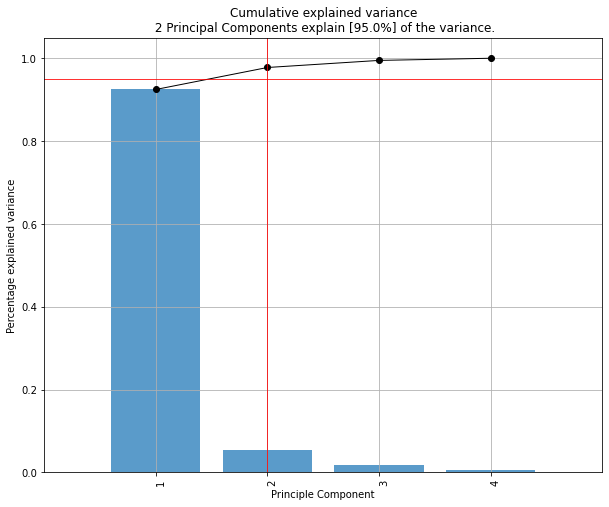 Cumulative explained variance
2 Principal Components explain [95.0%] of the variance.
1.0
0.8
0.6
0.4
0.2
0.0
Percentage explained variance
1
2
3
4
Principle Component